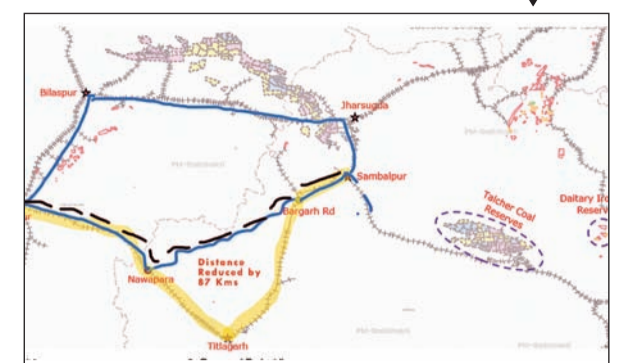 Bilaspur
Jharsuguda
Sambalpur
Talcher Coal
Reserves
Daitary Iro
Reserv
Bargarh Rd
Distance
Reduced by
87 Kms
Nawapara
Titlagarh